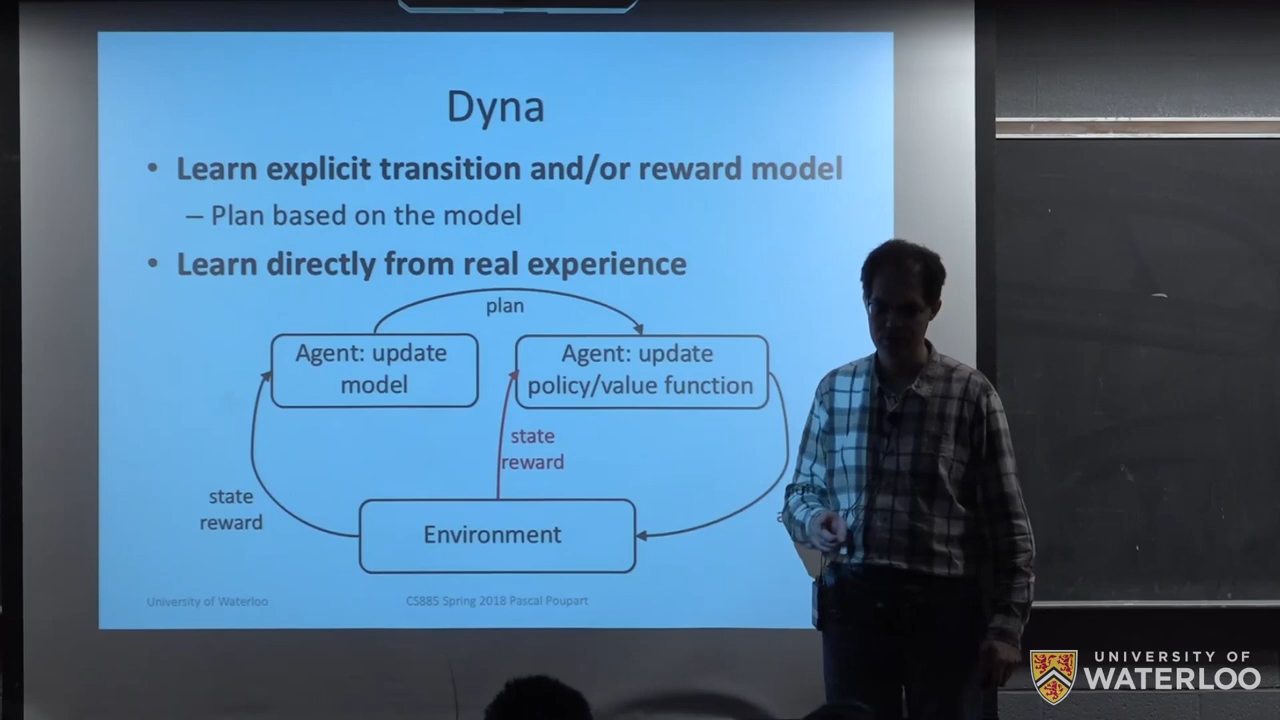 Dyna
• Learn explicit transition and/or reward model
– Plan based on the model
• Learn directly from real experience
plan
Agent: update
model
Agent: update
policy/value function
state
reward
state
reward
Environment
University of Waterloo
CS885 Spring 2018 Pascal Poupart
UNIVERSITY OF
WATERLOO